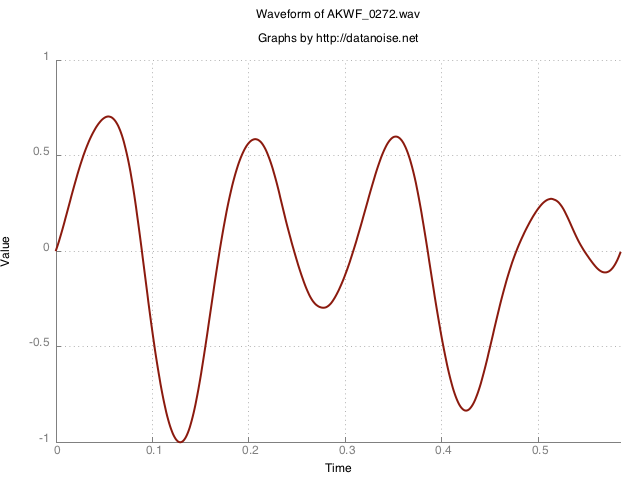 Waveform of AKWF_0272.wav
Graphs by http://datanoise.net
1
0.5
0
-0.5
-1
Value
0 0.1 0.2 0.3 0.4 0.5
Time